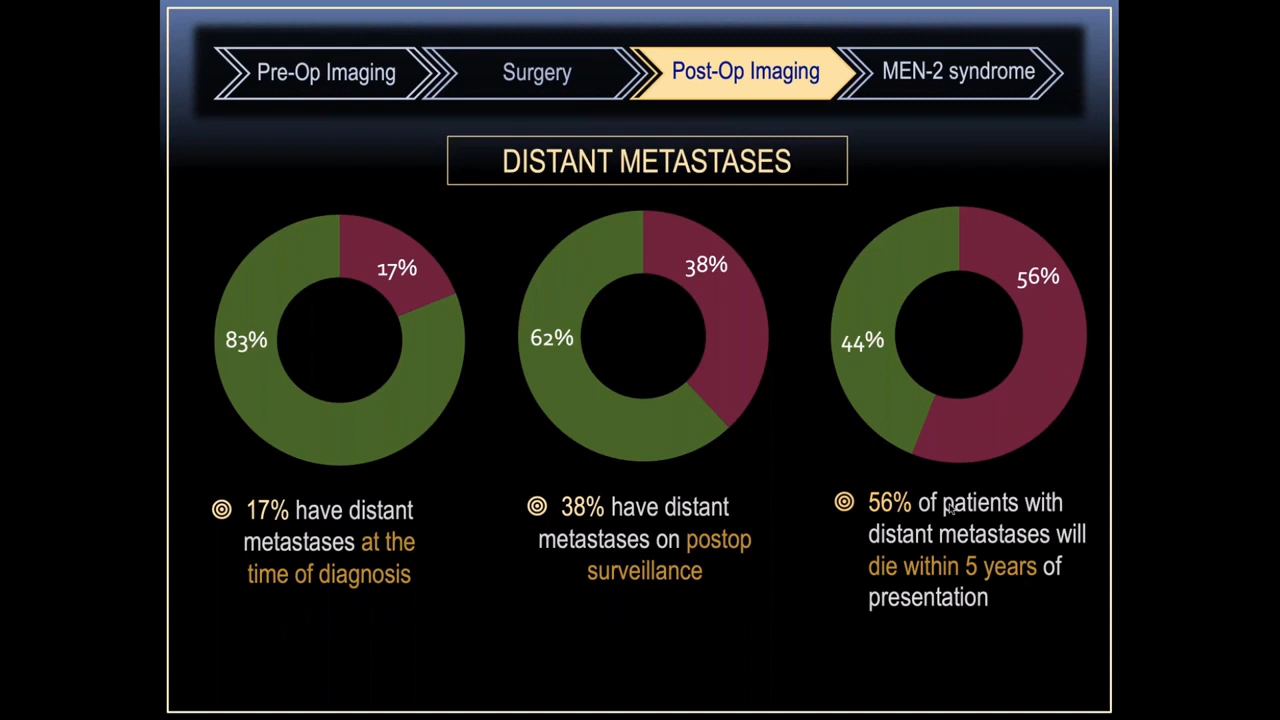 Pre-Op Imaging
Surgery
Post-Op Imaging
MEN-2 syndrome
DISTANT METASTASES
17%
83%
38%
62%
56%
44%
17% have distant
metastases at the
time of diagnosis
38% have distant
metastases on postop
surveillance
56% of patients with
distant metastases will
die within 5 years of
presentation